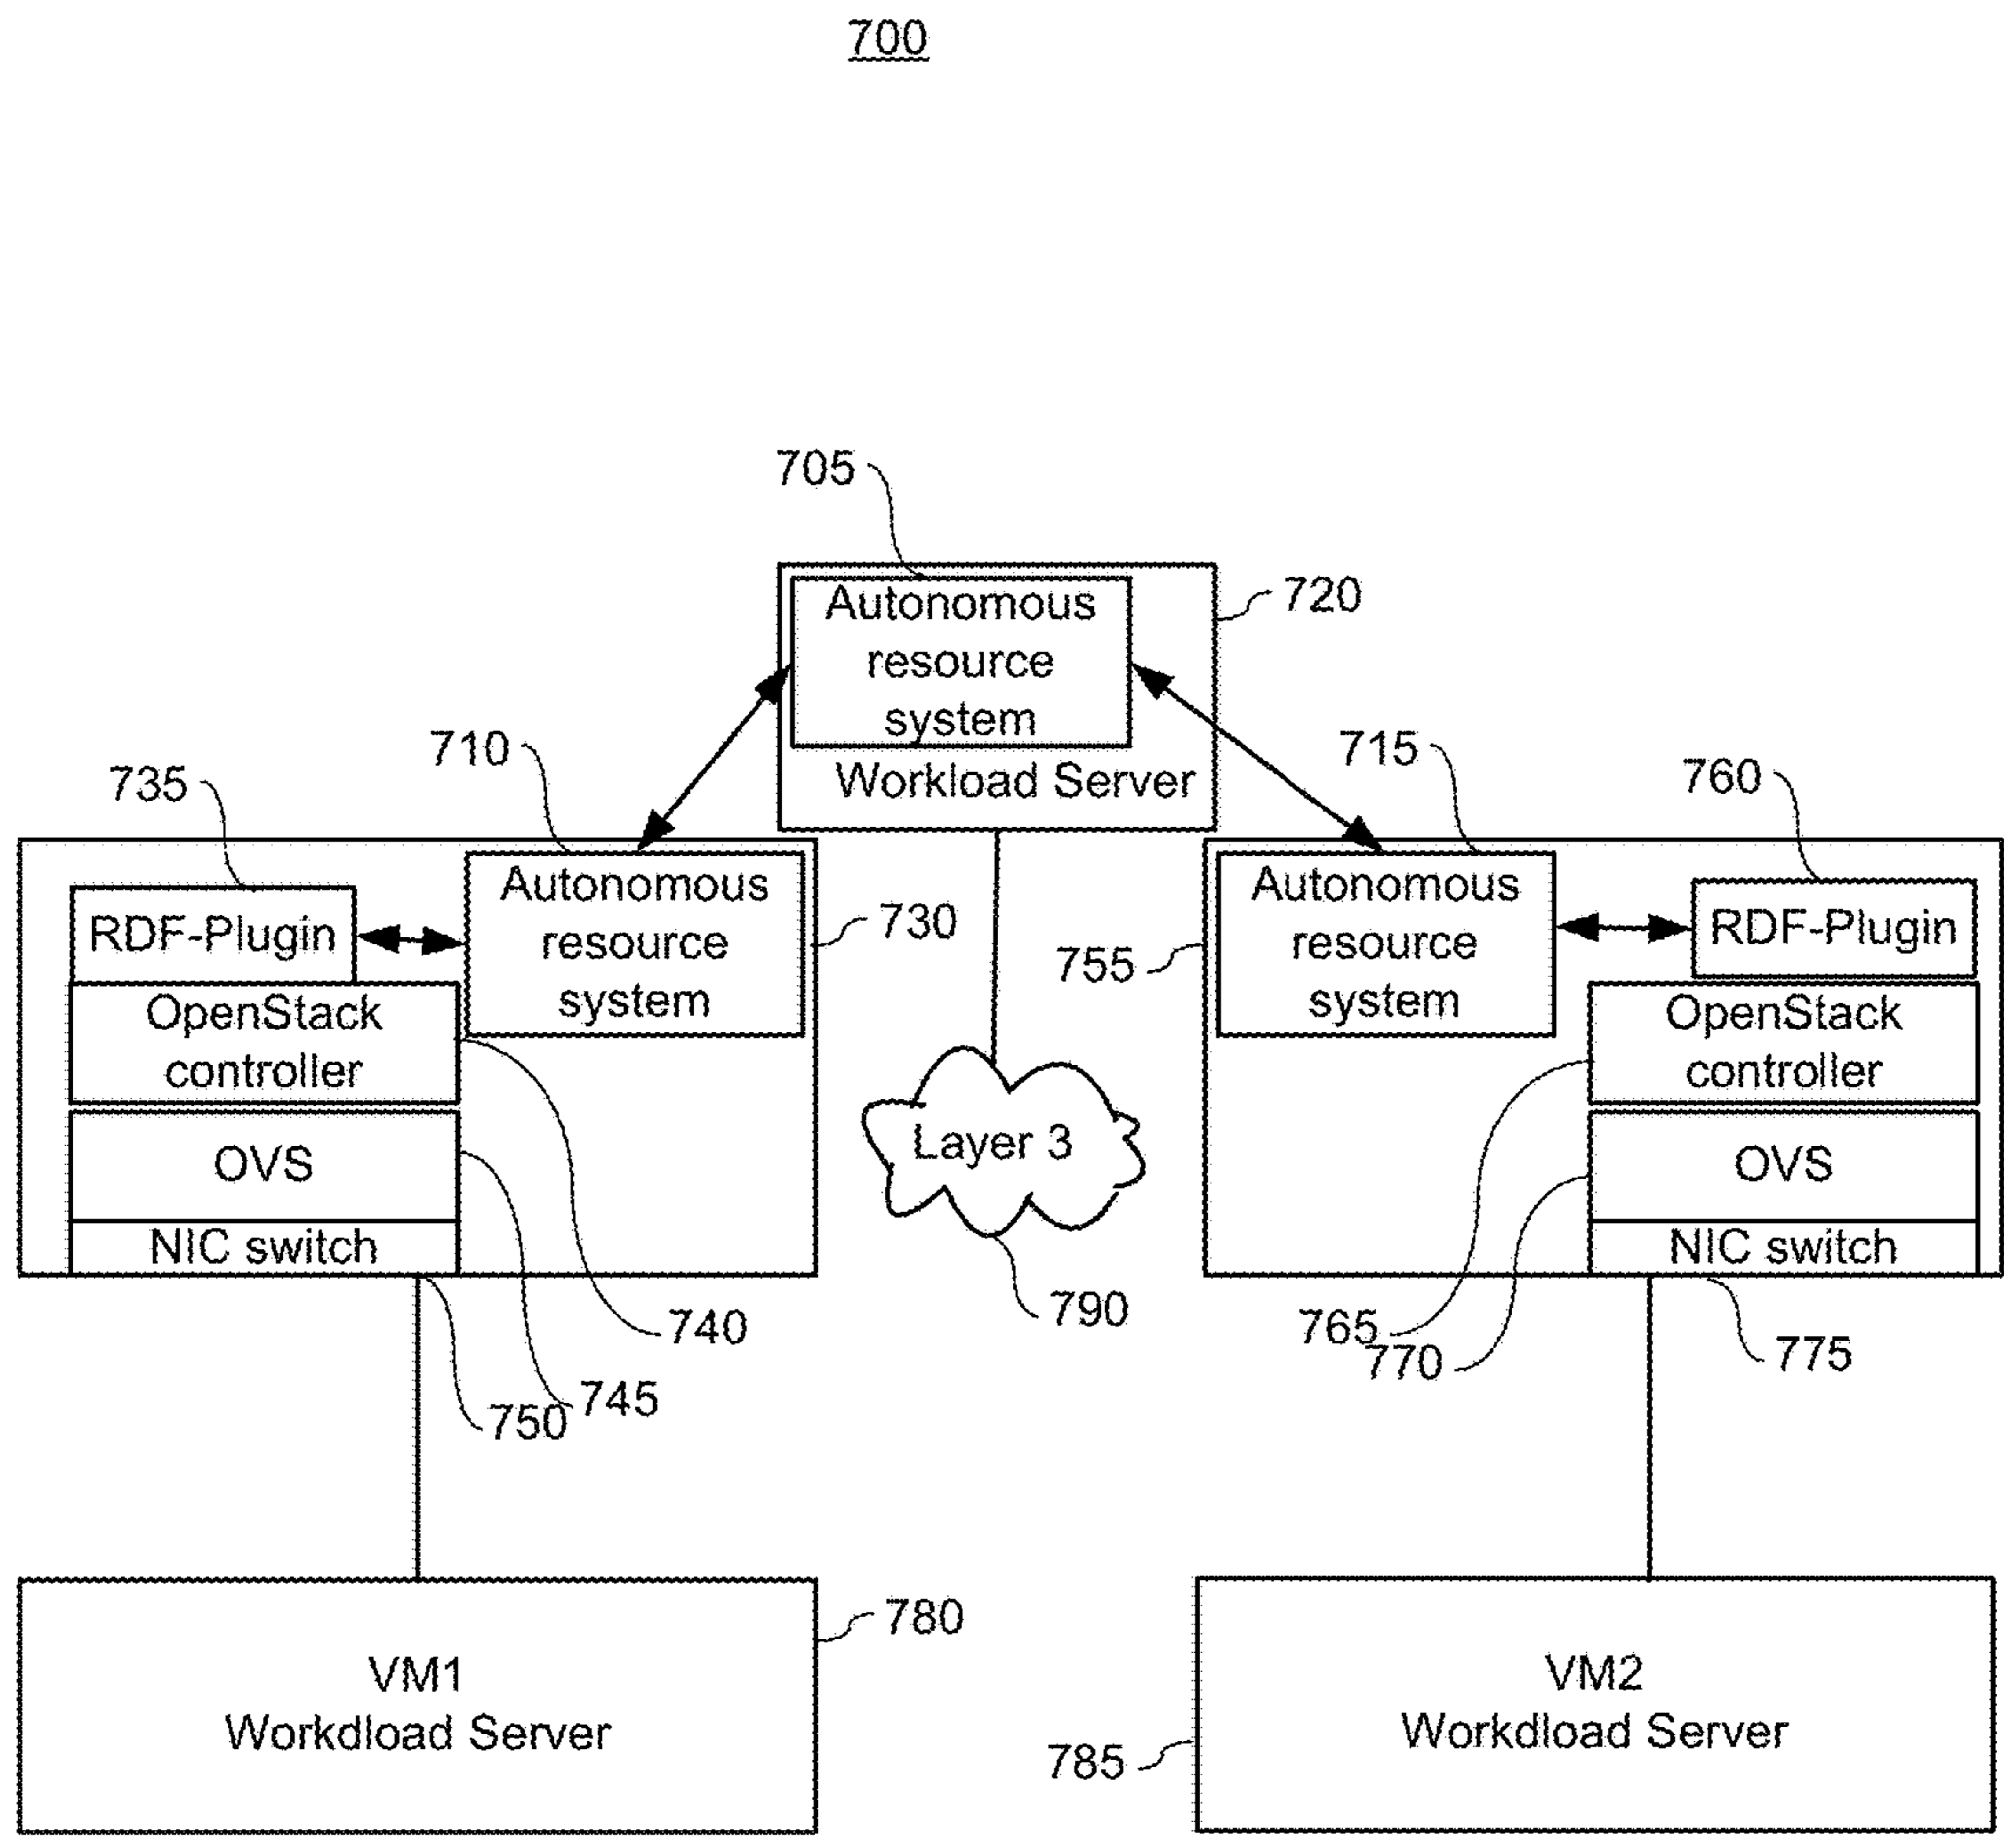 700
705
Autonomous
resource
system
Workload Server
720
710
735
RDF-Plugin
Autonomous
resource
system
730
OpenStack
controller
OVS
NIC switch
740
745
750
715
760
755
Autonomous
resource
system
RDF-Plugin
OpenStack
controller
OVS
NIC switch
765
770
775
Layer 3
790
VM1
Workdload Server
780
VM2
Workdload Server
785